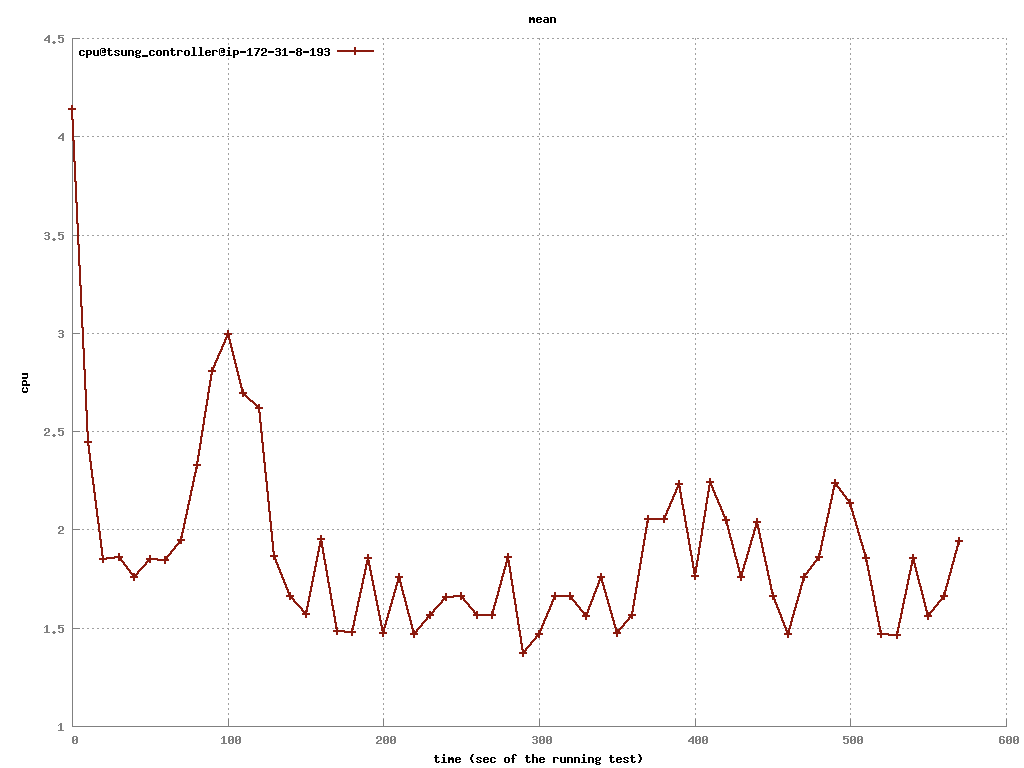 mean
4.5
cpu@tsung_controller@ip-172-31-8-193
4
3.5
3
cpu
2.5
2
1.5
1
0 100 200 300 400 500 600
time (sec of the running test)